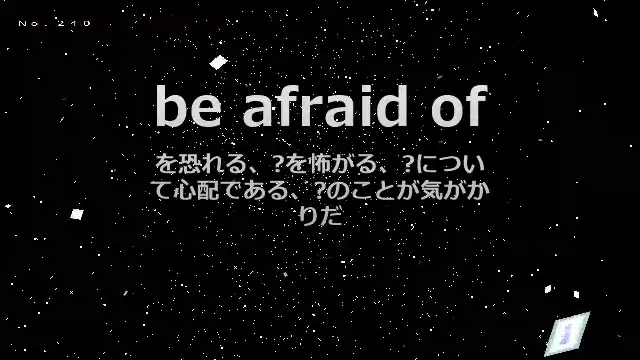 No. 240
be afraid of
を恐れる、?を怖がる、?につい
て心配である、?のことが気がか
りだ